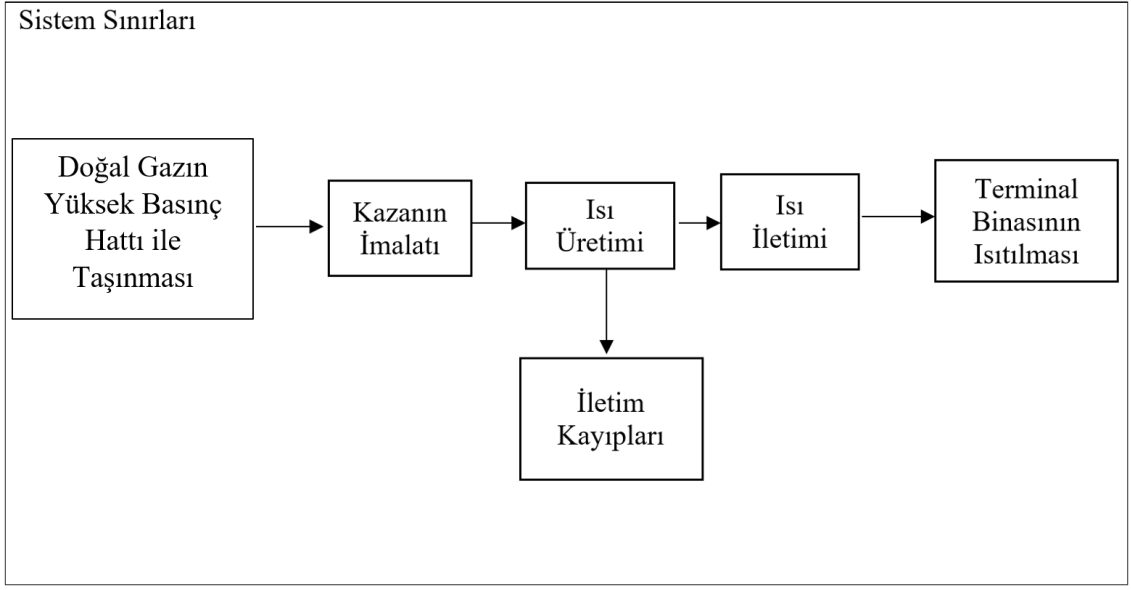 Sistem Sınırları
Doğal Gazın
Yüksek Basınç
Hattı ile
Taşınması
Kazanın
İmalatı
Isı
Üretimi
Isı
İletimi
Terminal
Binasının
Isıtılması
İletim
Kayıpları